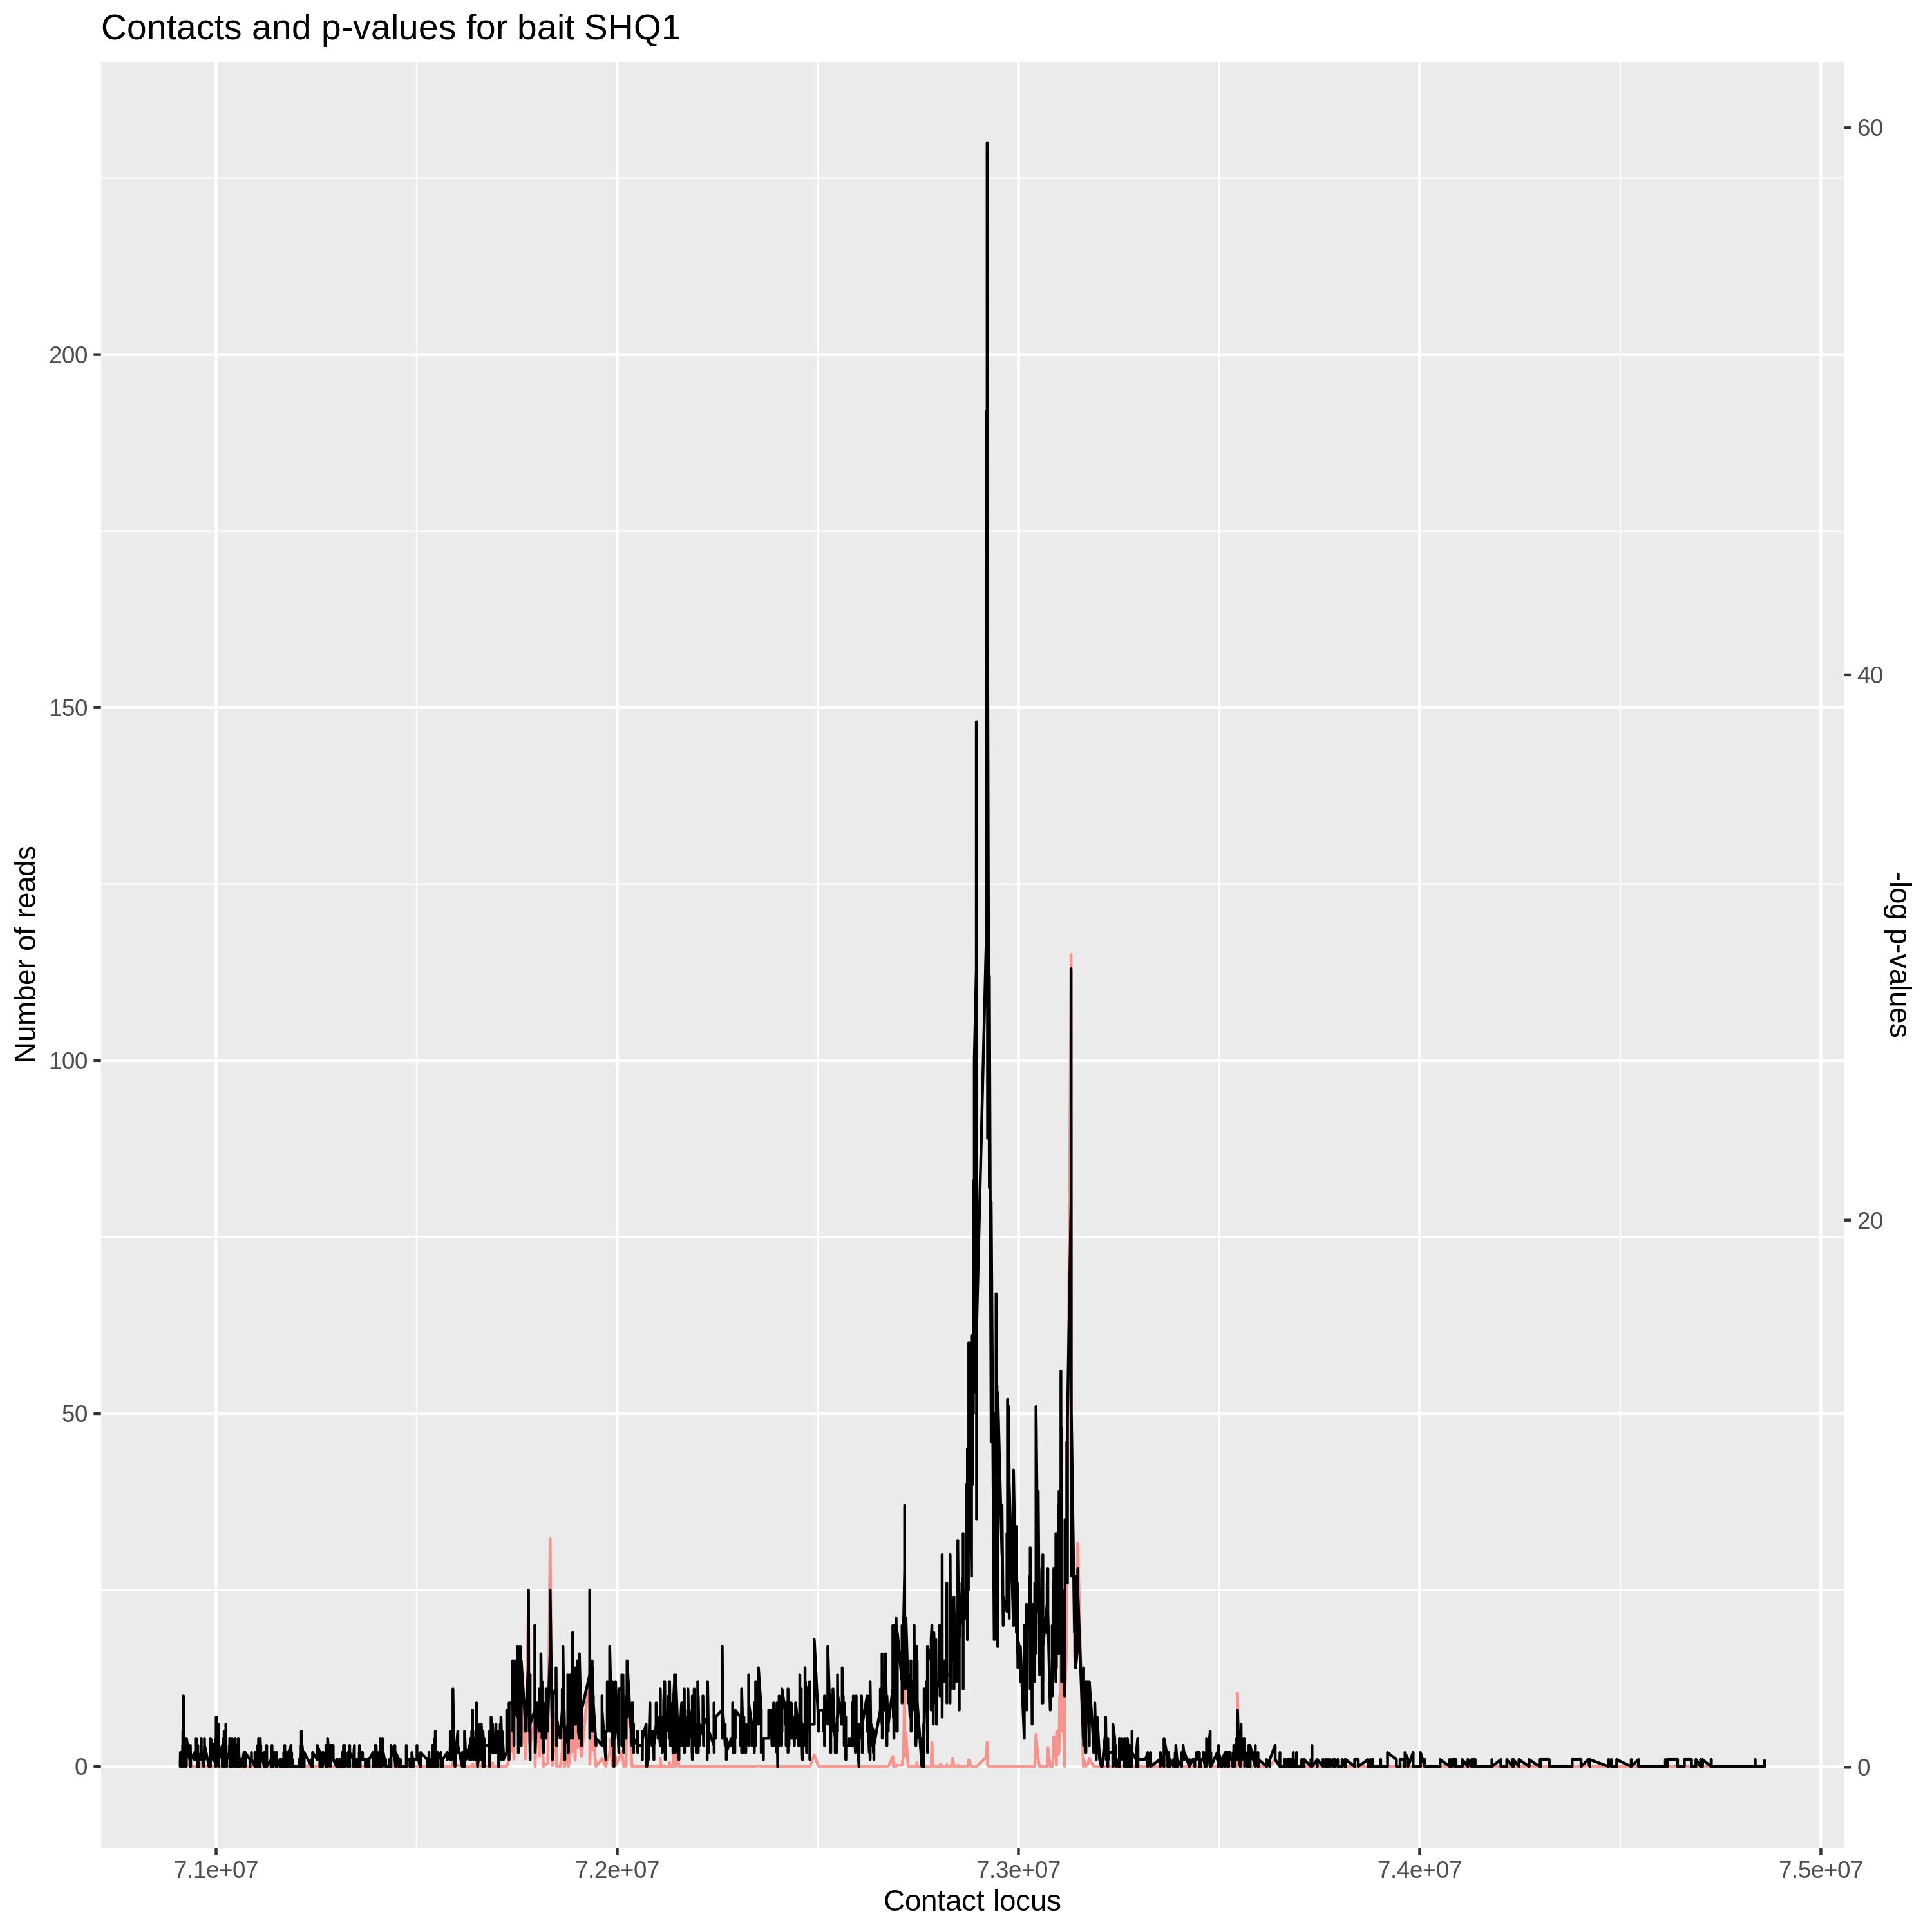 Contacts and p-values for bait SHQ1
Number of reads
200
150
100
50
0
60
40
20
0
-log p-values
7.1e+07 7.2e+07 7.3e+07 7.4e+07 7.5e+07
Contact locus